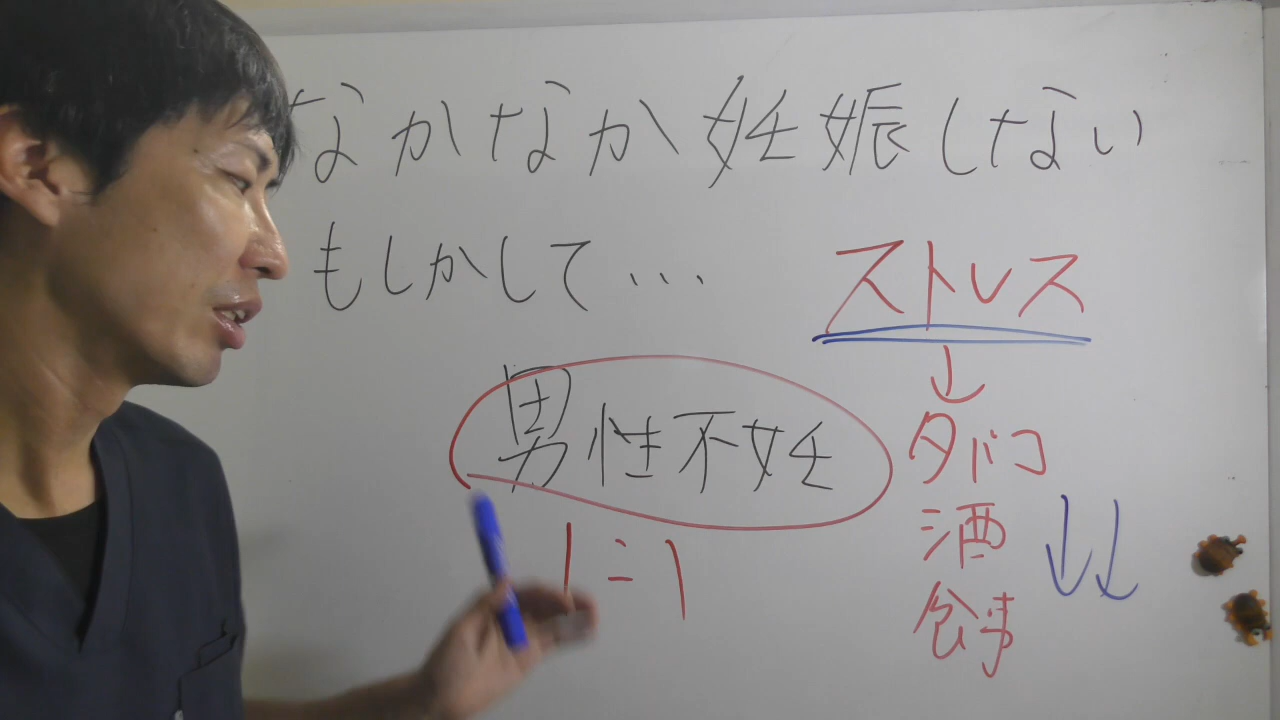 なかなか妊娠しない
もしかして…
ストレス
↓
男性不妊
タバコ
酒
食事
↓↓
1:1